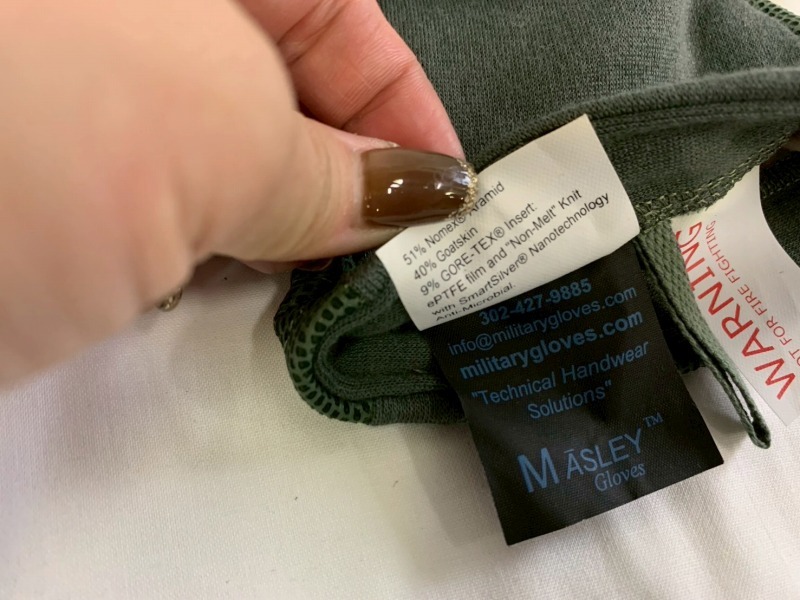 51% Nomex® Aramid
40% Goatskin
9% GORE-TEX® insert:
ePTFE film and "Non-Melt" Knit
with SmartSilver® Nanotechnology
Anti-Microbial.
302-427-9885
info@militarygloves.com
militarygloves.com
"Technical Handwear
Solutions"
MĀSLEY™
Gloves
WARNING
NOT FOR FIRE FIGHTING